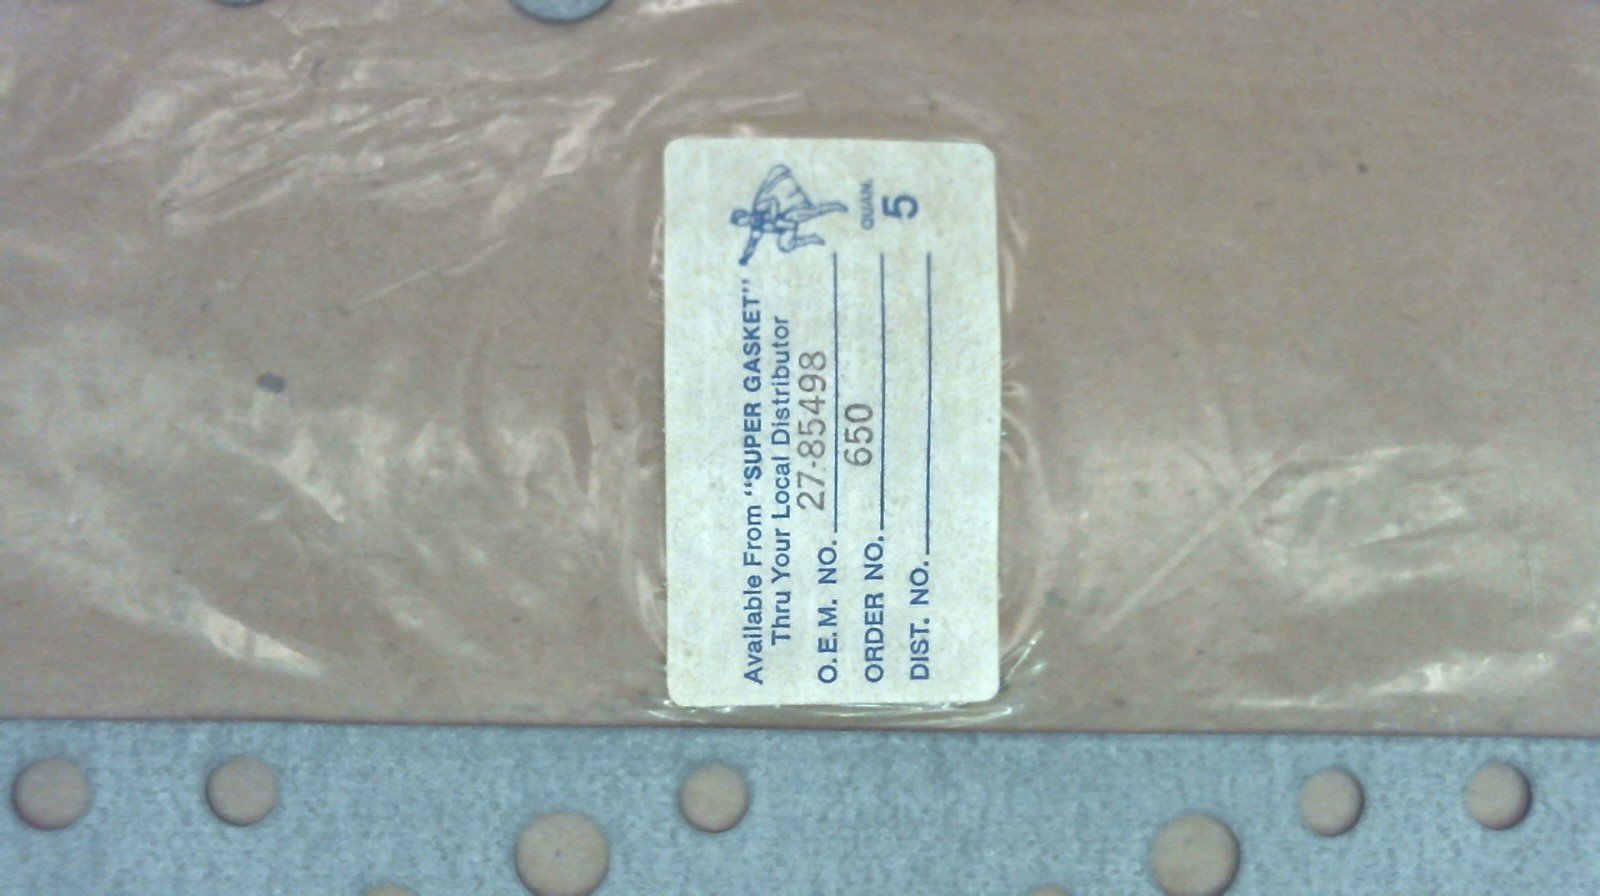 Available From “SUPER GASKET”
Thru Your Local Distributor
O.E.M. NO. 27-85498
ORDER NO. 650
QUAN.
DIST. NO. 5